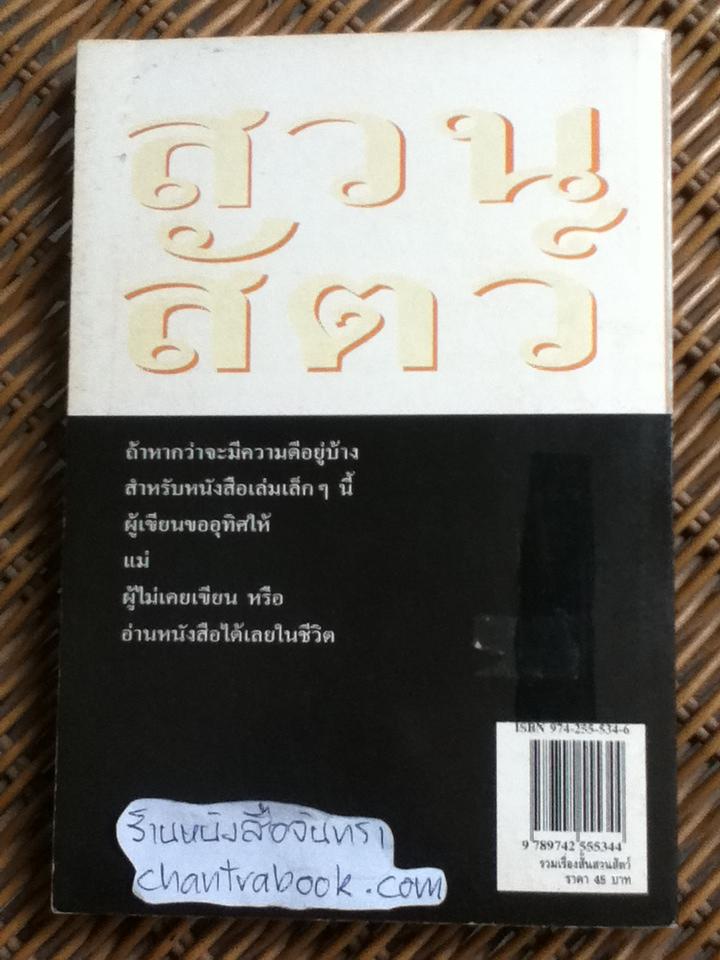 สวน
สัตว์
ถ้าหากว่าจะมีความดีอยู่บ้าง
สำหรับหนังสือเล่มเล็กๆ นี้
ผู้เขียนขออุทิศให้
แม่
ผู้ไม่เคยเขียน หรือ
อ่านหนังสือได้เลยในชีวิต
ISBN 974-255-534-6
9 789742 555344
รวมเรื่องสั้นสวนสัตว์
ราคา 45 บาท
ร้านหนังสือจันทรา
chantrabook.com